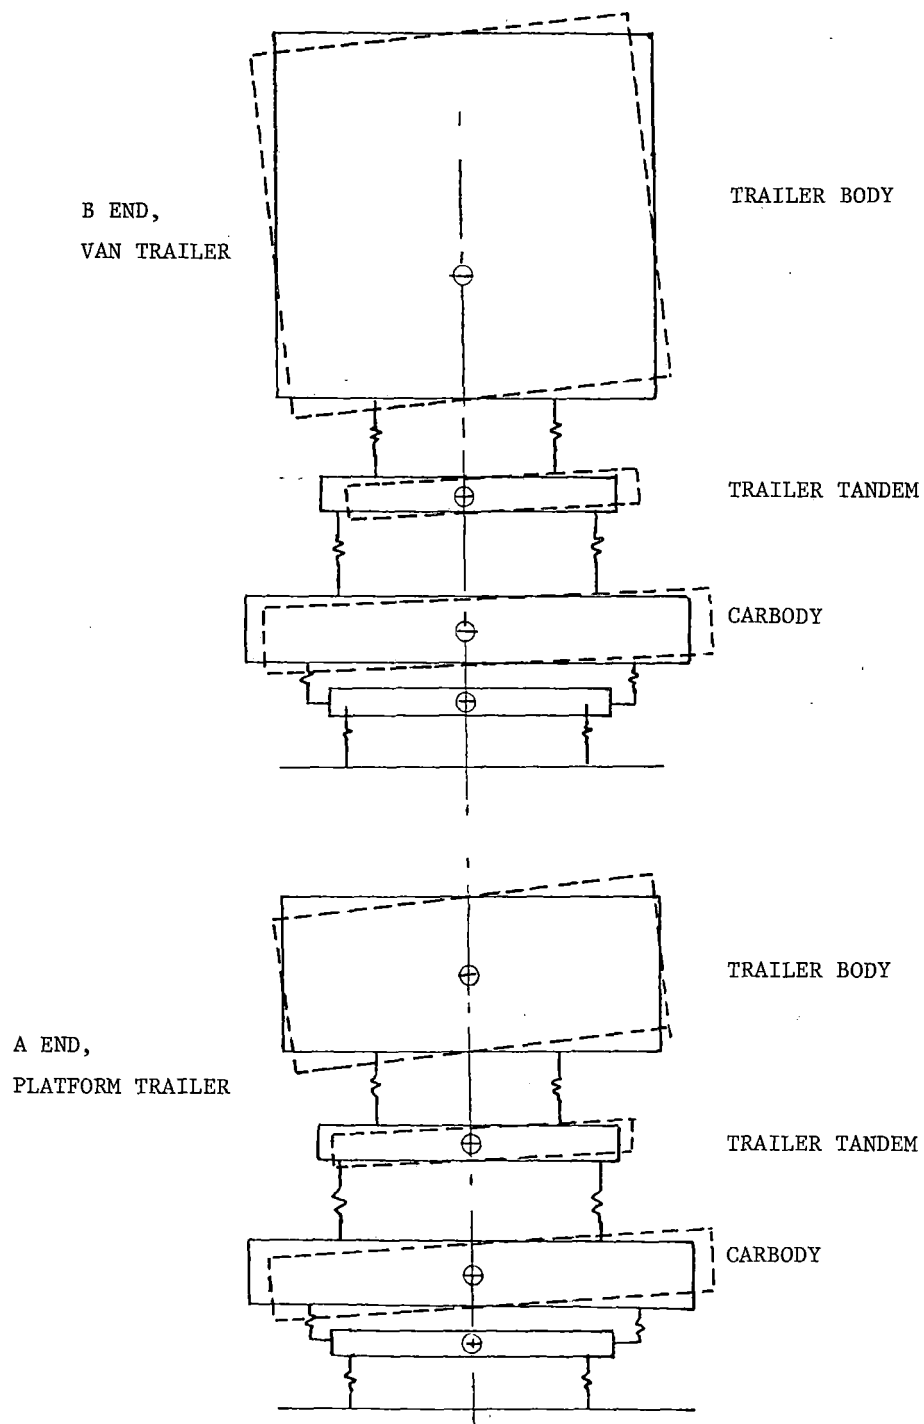 B END,
VAN TRAILER
TRAILER BODY
TRAILER TANDEM
CARBODY
A END,
PLATFORM TRAILER
TRAILER BODY
TRAILER TANDEM
CARBODY